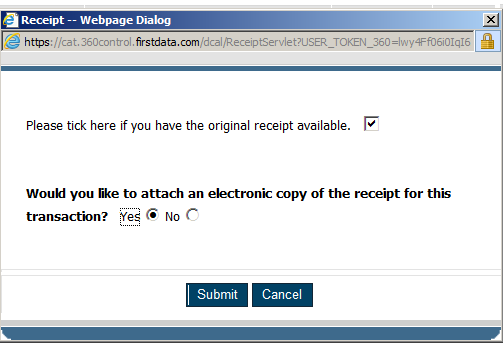 Receipt -- Webpage Dialog
https://cat.360control.firstdata.com/dcal/ReceiptServlet?USER_TOKEN_360=lwy4Ff06i0IqI6
Please tick here if you have the original receipt available.
Would you like to attach an electronic copy of the receipt for this
transaction? Yes No
Submit Cancel